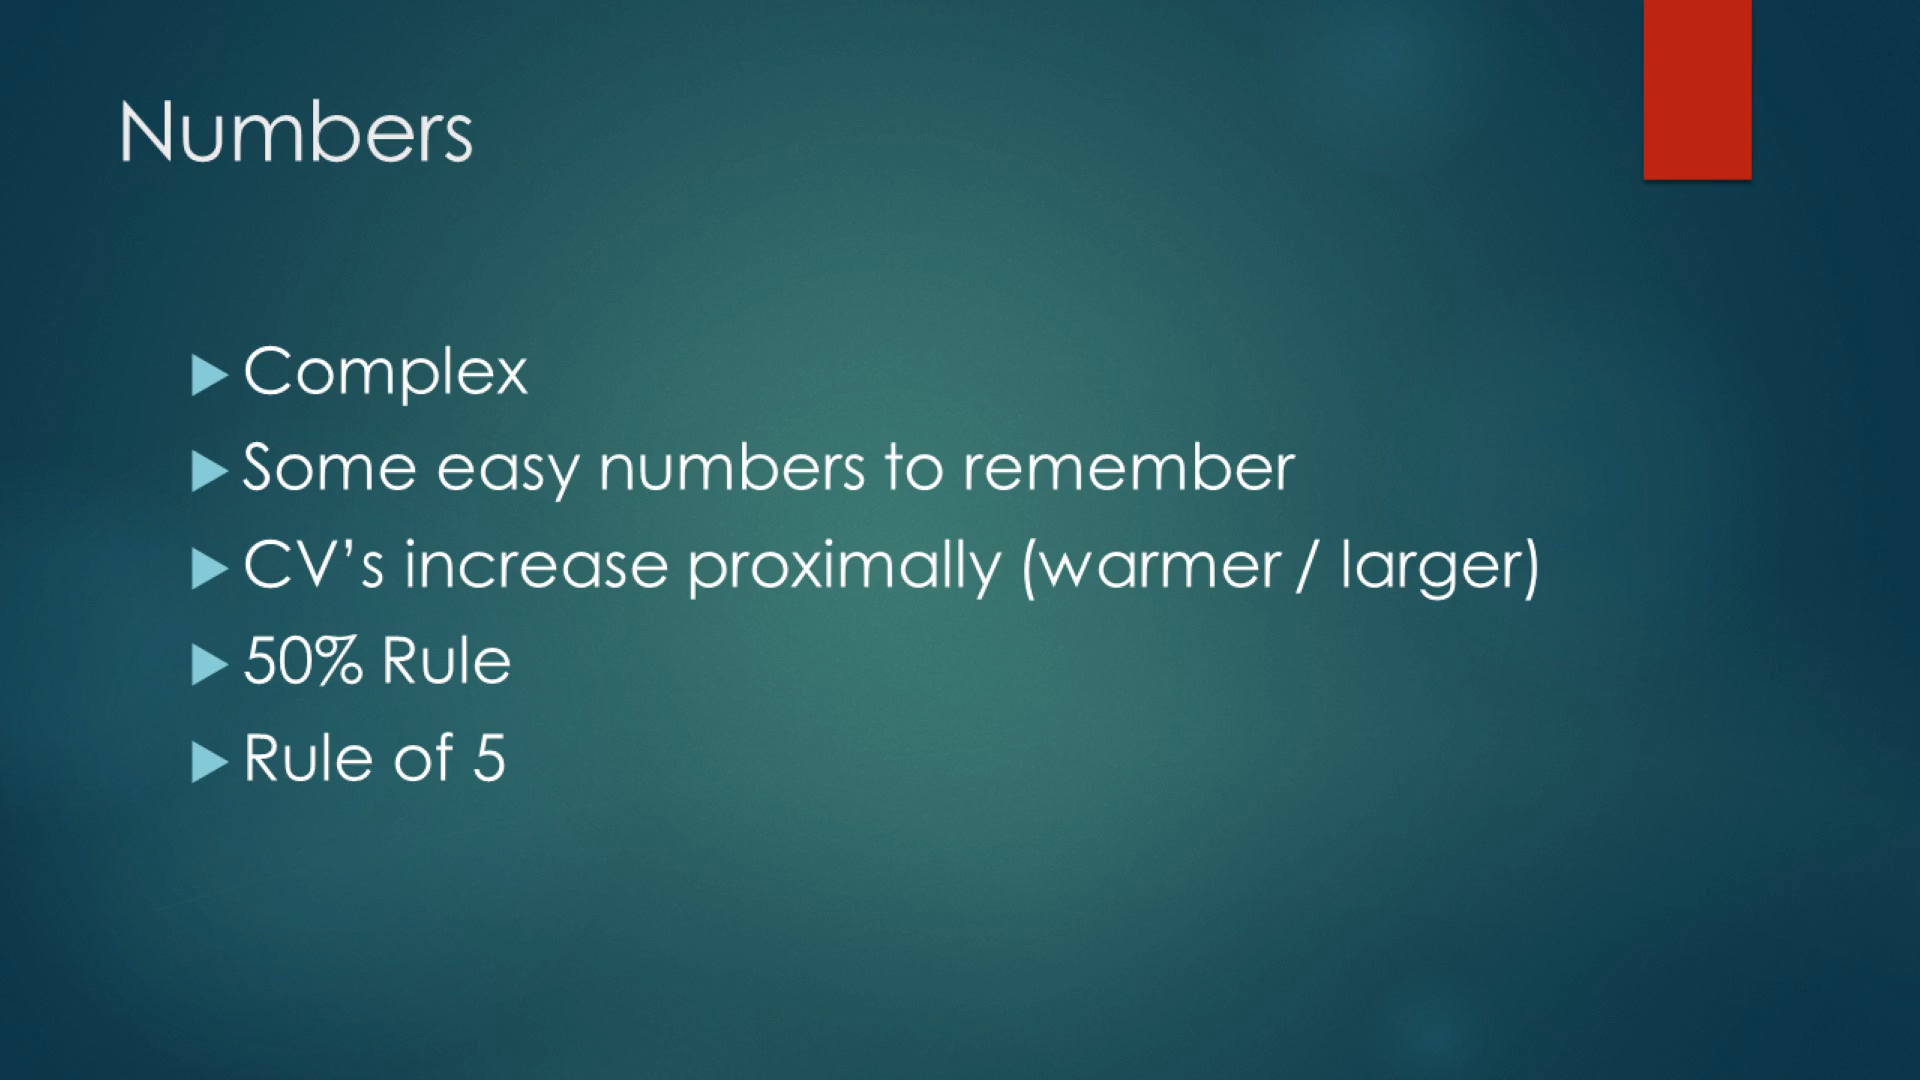 Numbers
Complex
Some easy numbers to remember
CV’s increase proximally (warmer / larger)
50% Rule
Rule of 5